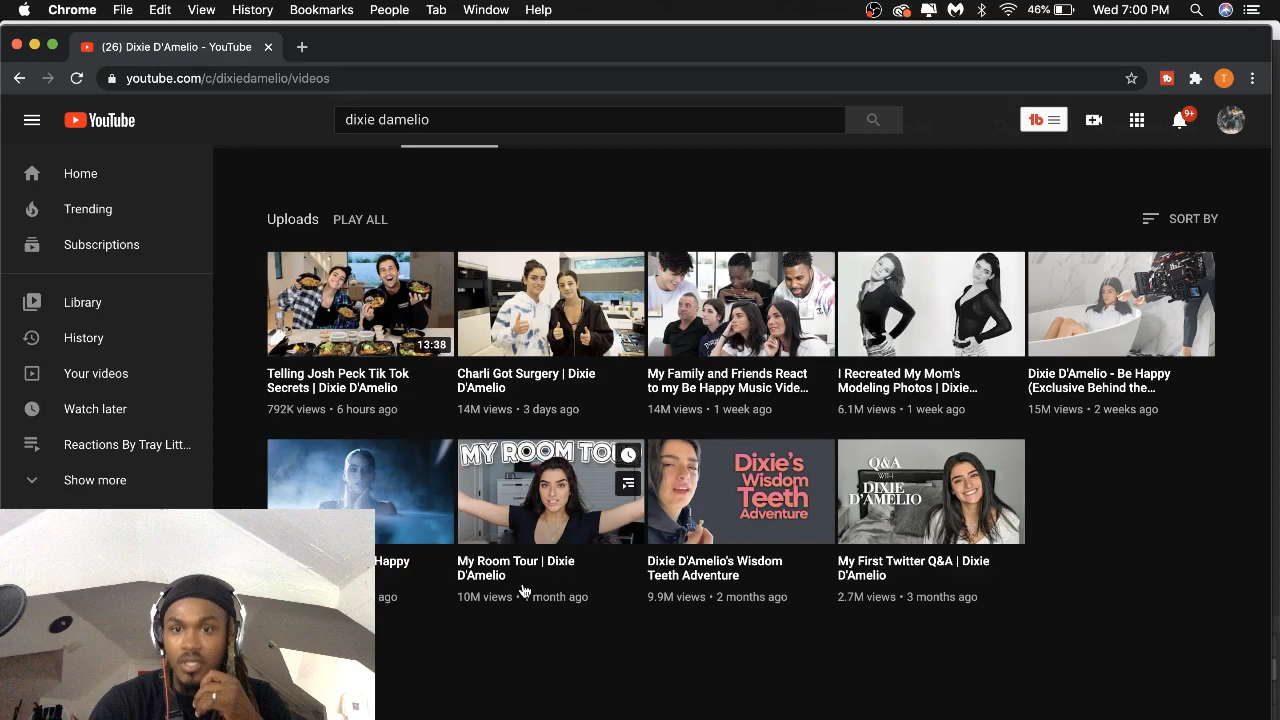 Chrome File Edit View History Bookmarks People Tab Window Help 46% Wed 7:00 PM
(26) Dixie D'Amelio - YouTube
youtube.com/c/dixiedamelio/videos T
YouTube dixie damelio tb 9+
Home
Trending
Subscriptions
Library
History
Your videos
Watch later
Reactions By Tray Litt...
Show more
Uploads PLAY ALL SORT BY
13:38
Telling Josh Peck Tik Tok
Secrets | Dixie D'Amelio
792K views • 6 hours ago
Charli Got Surgery | Dixie
D'Amelio
14M views • 3 days ago
My Family and Friends React
to my Be Happy Music Vide...
14M views • 1 week ago
I Recreated My Mom's
Modeling Photos | Dixie...
6.1M views • 1 week ago
Dixie D'Amelio - Be Happy
(Exclusive Behind the...
15M views • 2 weeks ago
Happy
ago
MY ROOM TOU
My Room Tour | Dixie
D'Amelio
10M views • month ago
Dixie's
Wisdom
Teeth
Adventure
Dixie D'Amelio's Wisdom
Teeth Adventure
9.9M views • 2 months ago
Q&A
WITH
DIXIE
D'AMELIO
My First Twitter Q&A | Dixie
D'Amelio
2.7M views • 3 months ago